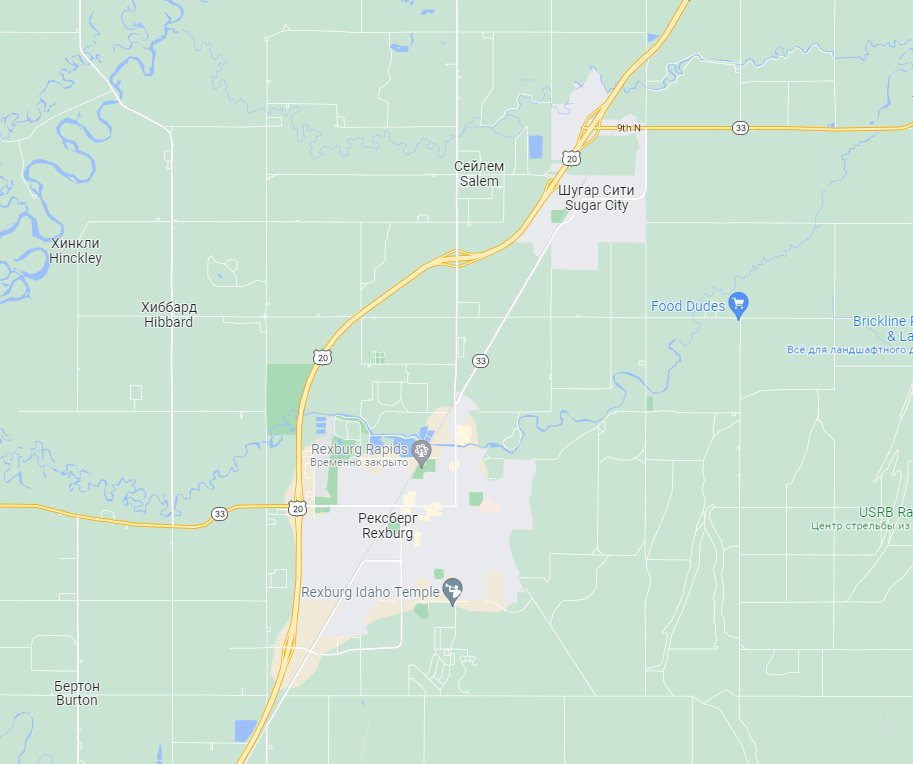 9th N
33
20
Сейлем
Salem
Шугар Сити
Sugar City
Хинкли
Hinckley
Хиббард
Hibbard
Food Dudes
Brickline
& La
Всё для ландшафтного д
20
33
Rexburg Rapids
Временно закрыто
33
20
Рексберг
Rexburg
USRB Ra
Центр стрельбы из
Rexburg Idaho Temple
Бертон
Burton